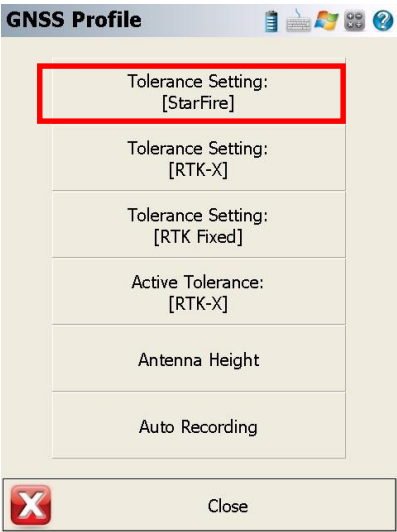 GNSS Profile
Tolerance Setting:
[StarFire]
Tolerance Setting:
[RTK-X]
Tolerance Setting:
[RTK Fixed]
Active Tolerance:
[RTK-X]
Antenna Height
Auto Recording
Close